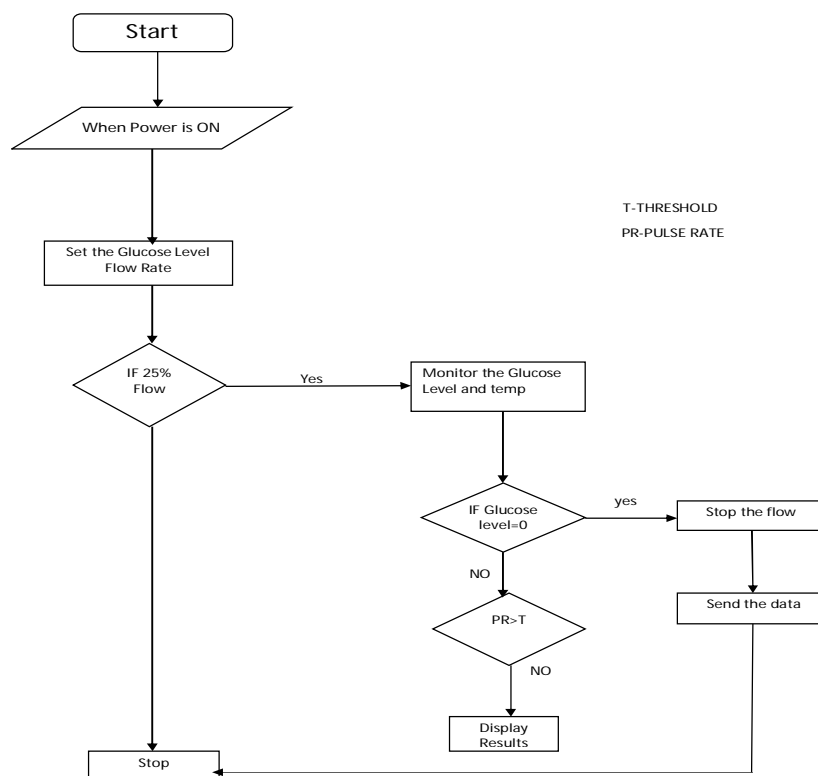 Start
When Power is ON
T-THRESHOLD
PR-PULSE RATE
Set the Glucose Level
Flow Rate
IF 25%
Flow
Yes
Monitor the Glucose
Level and temp
IF Glucose
level=0
yes
Stop the flow
NO
Send the data
PR>T
NO
Display
Results
Stop